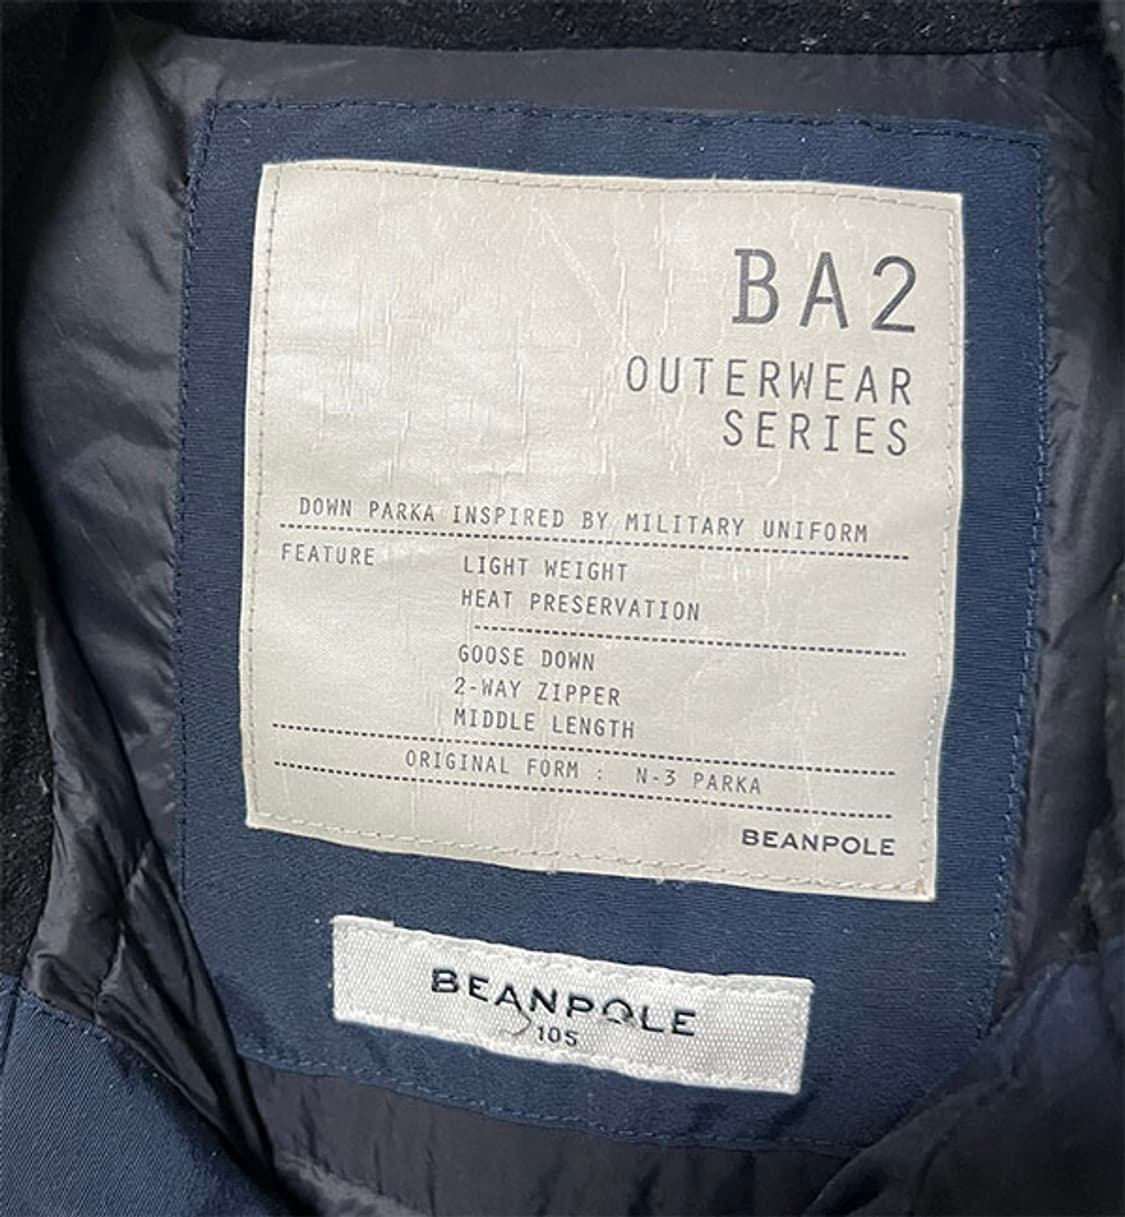 BA2
OUTERWEAR
SERIES
DOWN PARKA INSPIRED BY MILITARY UNIFORM
FEATURE LIGHT WEIGHT
HEAT PRESERVATION
GOOSE DOWN
2-WAY ZIPPER
MIDDLE LENGTH
ORIGINAL FORM : N-3 PARKA
BEANPOLE
BEANPOLE
105